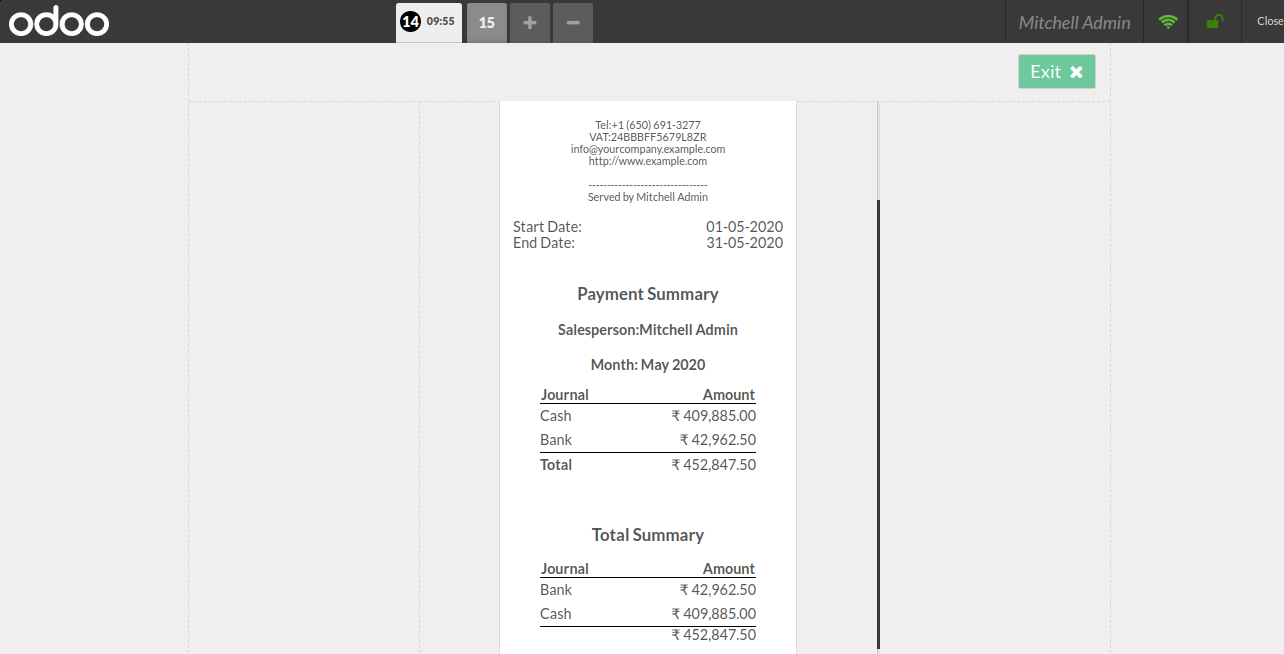 odoo
14 09:55 15 + − Mitchell Admin Close
Exit ✖
Tel:+1 (650) 691-3277
VAT:24BBBFF5679L8ZR
info@yourcompany.example.com
http://www.example.com
--------------------------------
Served by Mitchell Admin
Start Date: 01-05-2020
End Date: 31-05-2020
Payment Summary
Salesperson:Mitchell Admin
Month: May 2020
Journal Amount
Cash ₹ 409,885.00
Bank ₹ 42,962.50
Total ₹ 452,847.50
Total Summary
Journal Amount
Bank ₹ 42,962.50
Cash ₹ 409,885.00
₹ 452,847.50